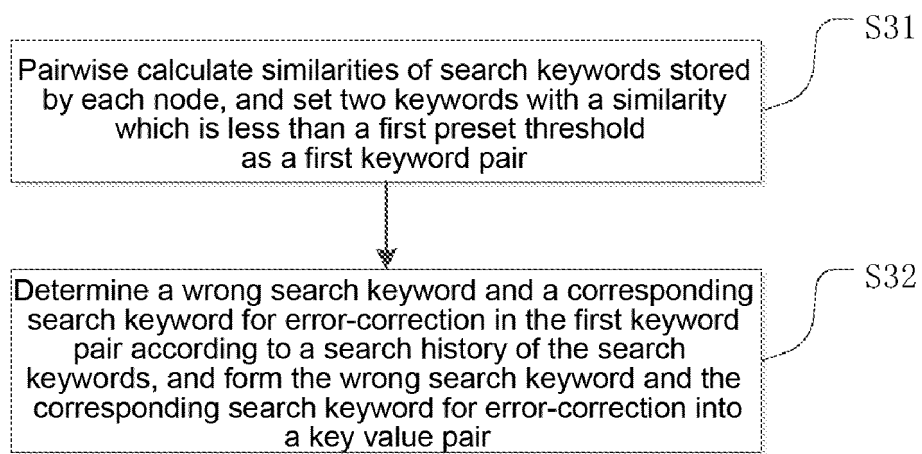 S31
Pairwise calculate similarities of search keywords stored
by each node, and set two keywords with a similarity
which is less than a first preset threshold
as a first keyword pair
S32
Determine a wrong search keyword and a corresponding
search keyword for error-correction in the first keyword
pair according to a search history of the search
keywords, and form the wrong search keyword and the
corresponding search keyword for error-correction into
a key value pair